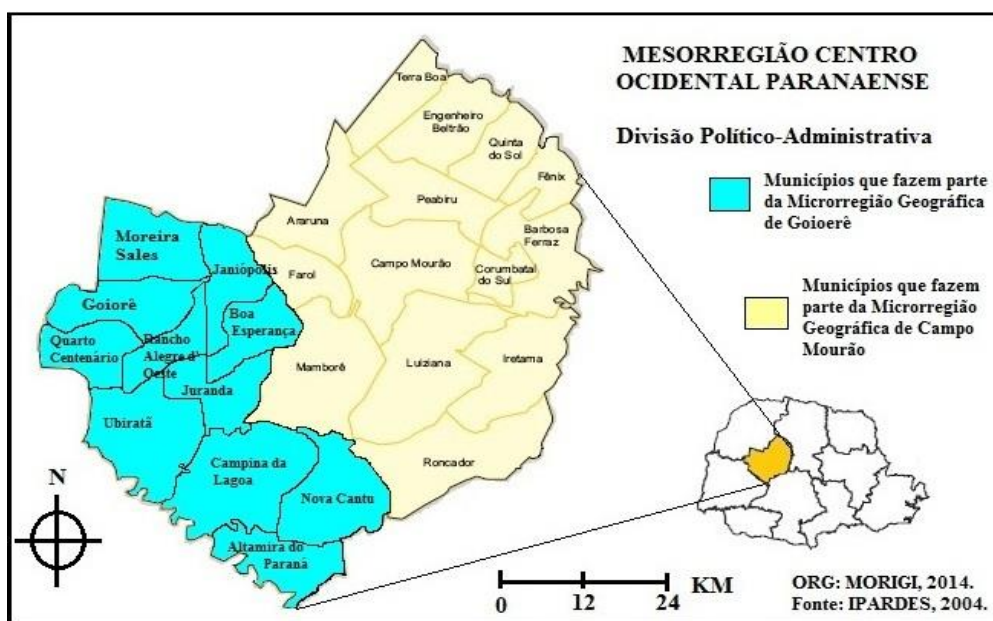 MESORREGIÃO CENTRO
OCIDENTAL PARANAENSE
Divisão Político-Administrativa
Municípios que fazem parte
da Microrregião Geográfica
de Goioerê
Municípios que fazem
parte da Microrregião
Geográfica de Campo
Mourão
Terra Boa
Engenheiro
Beltrão
Quinta
do Sol
Fênix
Peabiru
Araruna
Barbosa
Ferraz
Campo Mourão
Corumbatal
do Sul
Farol
Moreira
Sales
Janiópolis
Goiorê
Boa
Esperança
Quarto
Centenário
Rancho
Alegre d'
Oeste
Juranda
Mamborê
Luiziana
Iretama
Ubiratã
Roncador
Campina da
Lagoa
Nova Cantu
Altamira do
Paraná
N
KM
0 12 24
ORG: MORIGI, 2014.
Fonte: IPARDES, 2004.